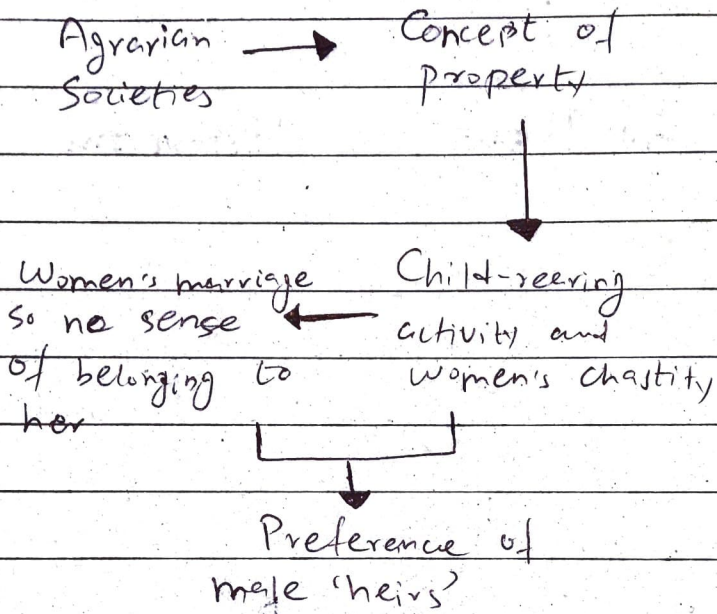 Agrarian
Societies
Concept of
property
Child-reering
activity and
women's chastity
Women's marriage
so no sense
of belonging to
her
Preference of
male 'heirs'